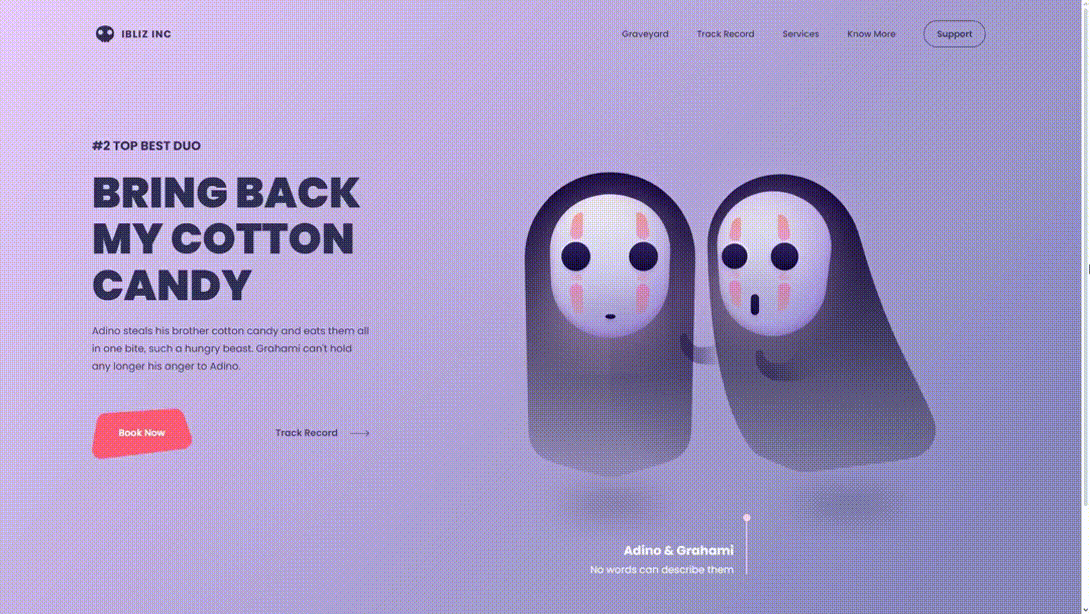 IBLIZ INC
Graveyard
Track Record
Services
Know More
Support
#2 TOP BEST DUO
BRING BACK
MY COTTON
CANDY
Adino steals his brother cotton candy and eats them all
in one bite, such a hungry beast. Grahami can't hold
any longer his anger to Adino.
Book Now
Track Record
Adino & Grahami
No words can describe them